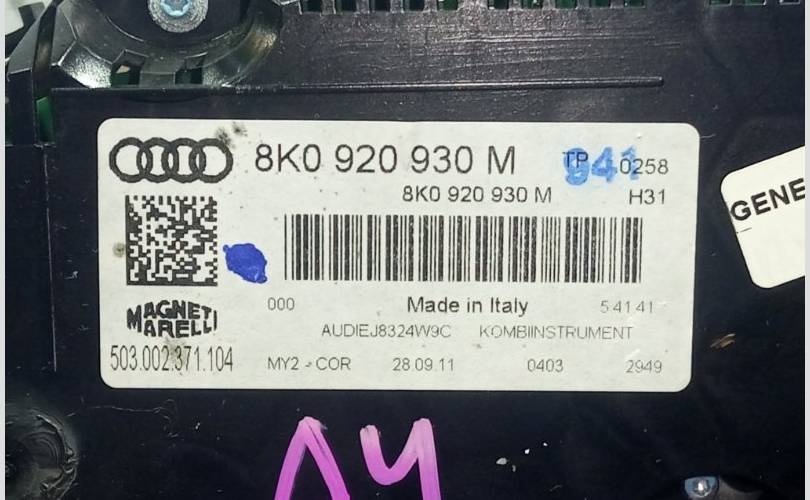 8K0 920 930 M TP 0258
941
8K0 920 930 M H31
GENE
000 Made in Italy 54141
MAGNETI
MARELLI
AUDIEJ8324W9C KOMBIINSTRUMENT
503.002.371.104 MY2 - COR 28.09.11 0403 2949
A4